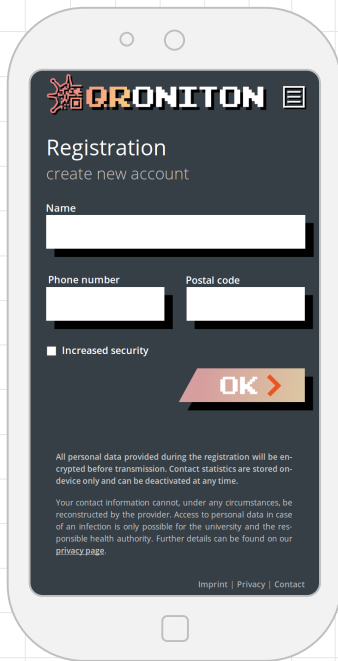 QRONITON
Registration
create new account
Name
Phone number Postal code
Increased security
OK
All personal data provided during the registration will be en-
crypted before transmission. Contact statistics are stored on-
device only and can be deactivated at any time.
Your contact information cannot, under any circumstances, be
reconstructed by the provider. Access to personal data in case
of an infection is only possible for the university and the res-
ponsible health authority. Further details can be found on our
privacy page.
Imprint | Privacy | Contact